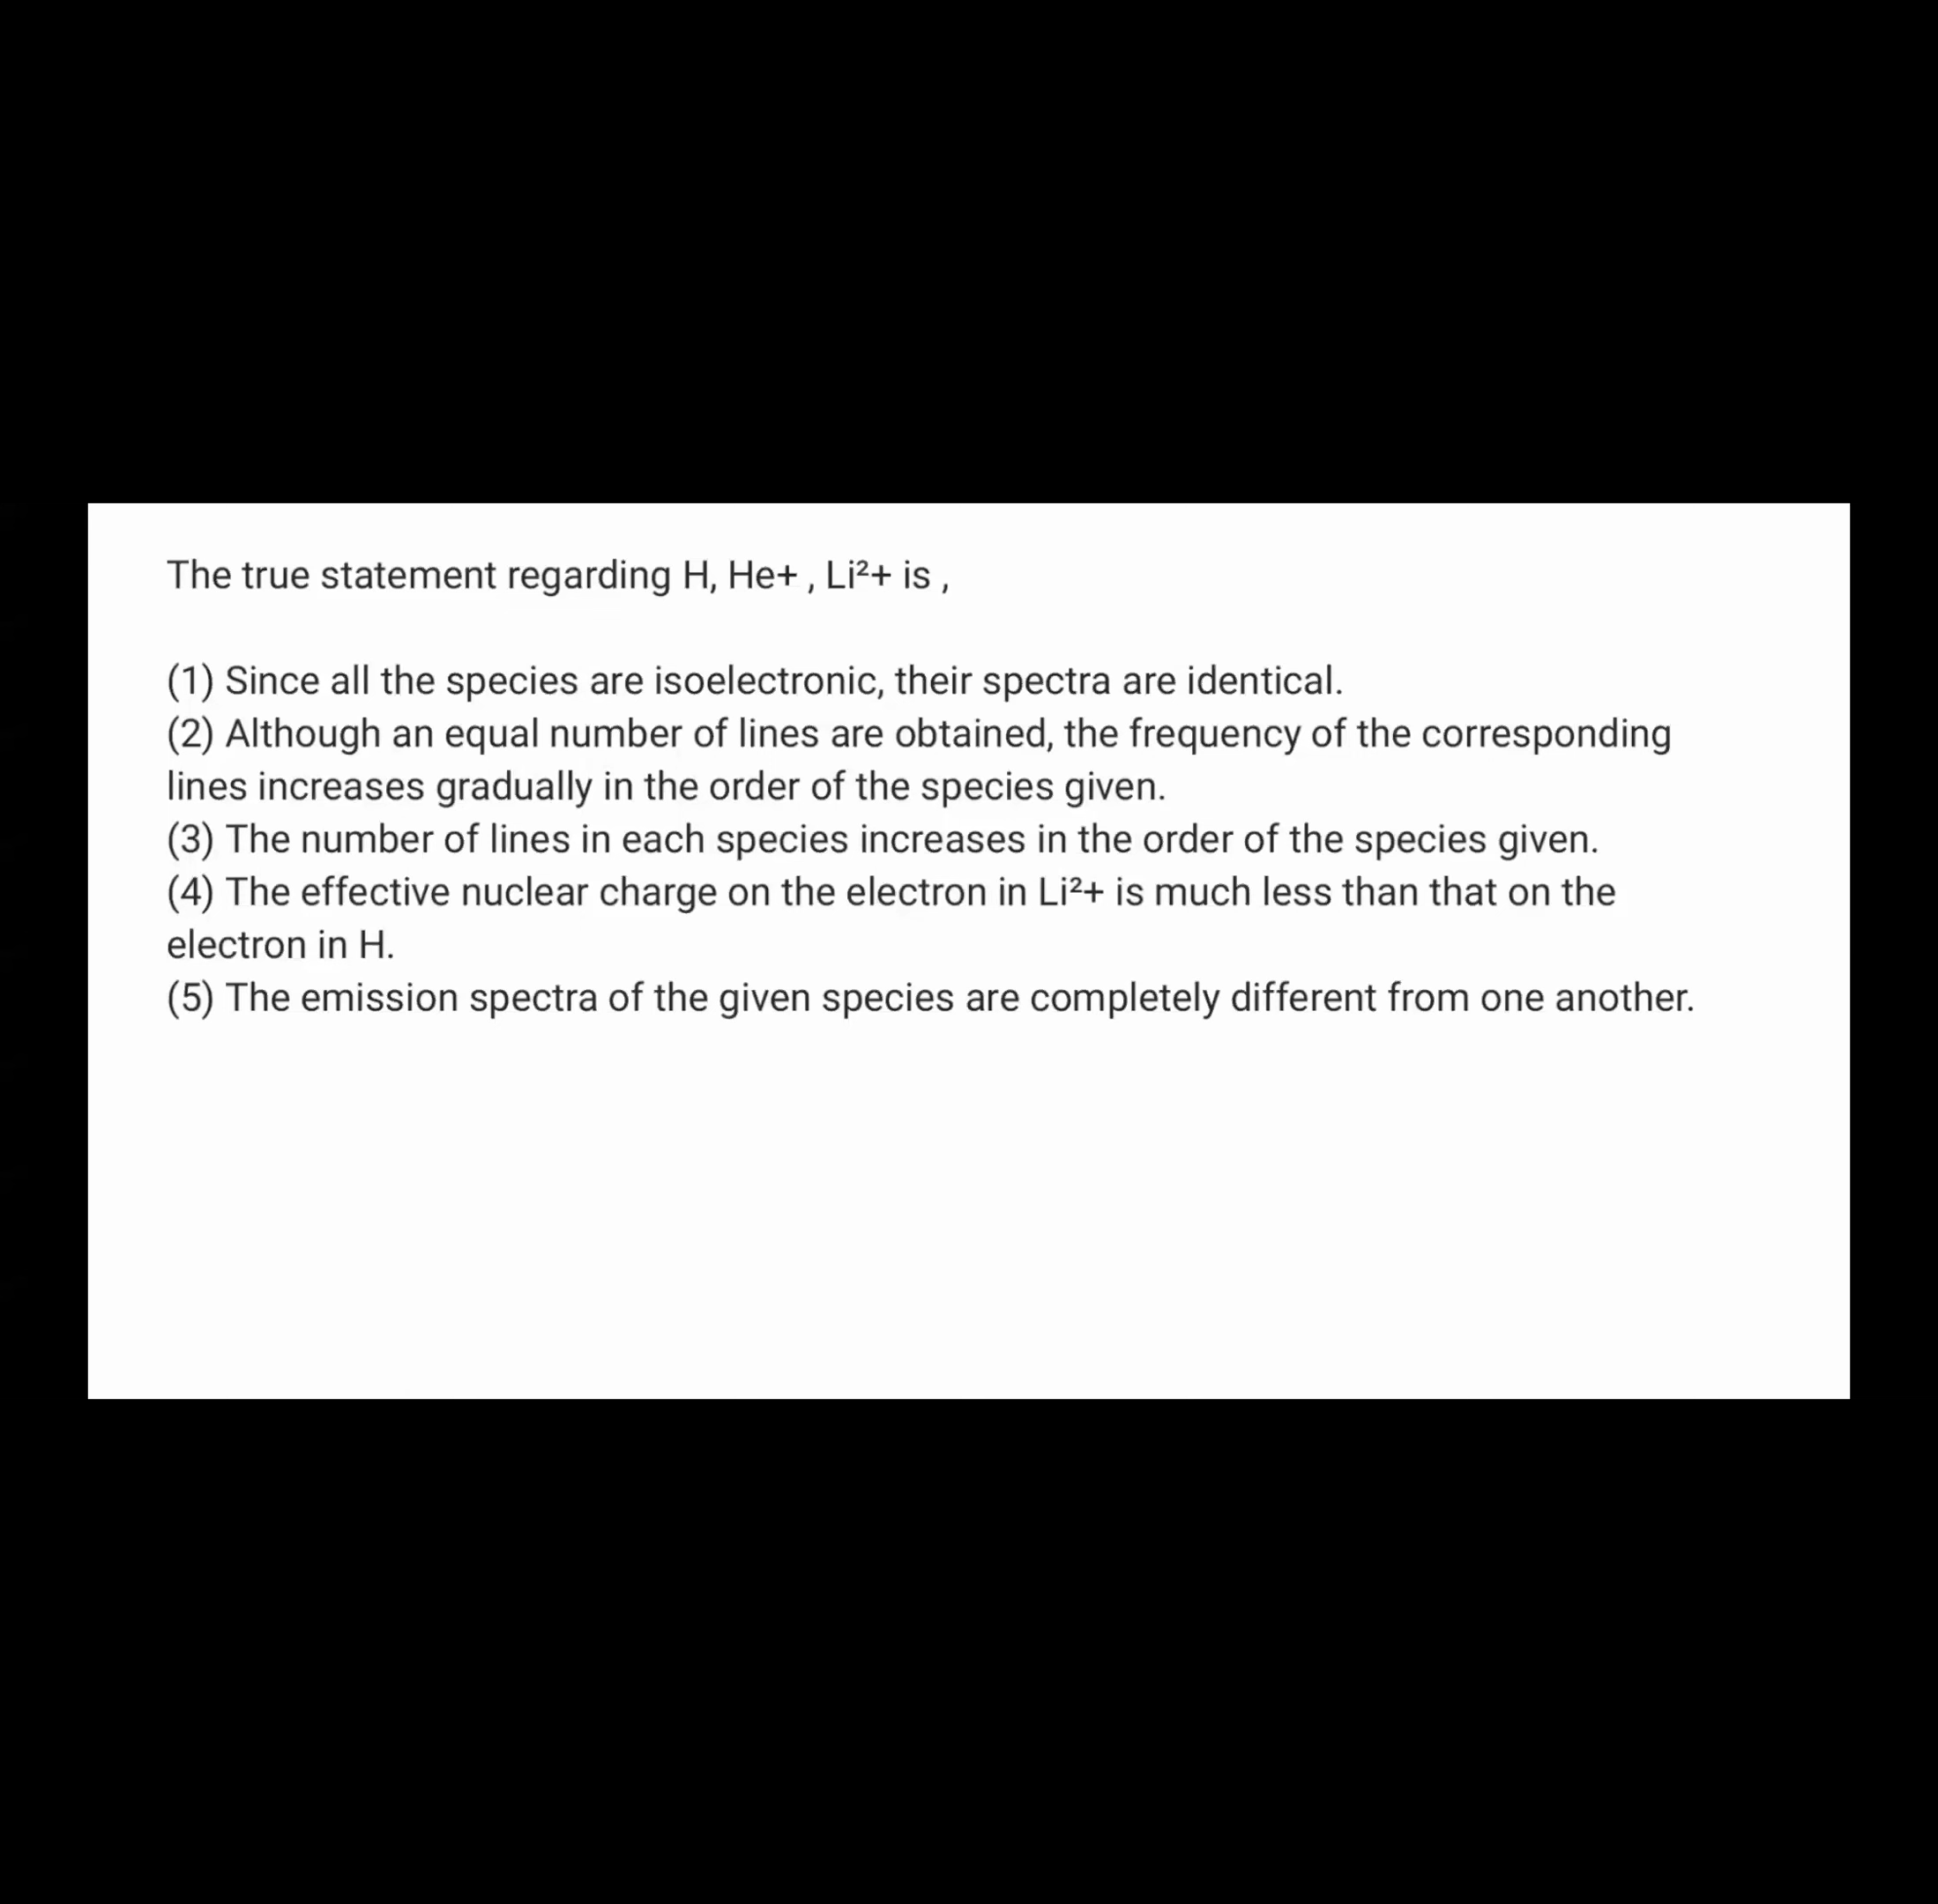 The true statement regarding H, He+ , Li²+ is ,
(1) Since all the species are isoelectronic, their spectra are identical.
(2) Although an equal number of lines are obtained, the frequency of the corresponding
lines increases gradually in the order of the species given.
(3) The number of lines in each species increases in the order of the species given.
(4) The effective nuclear charge on the electron in Li²+ is much less than that on the
electron in H.
(5) The emission spectra of the given species are completely different from one another.